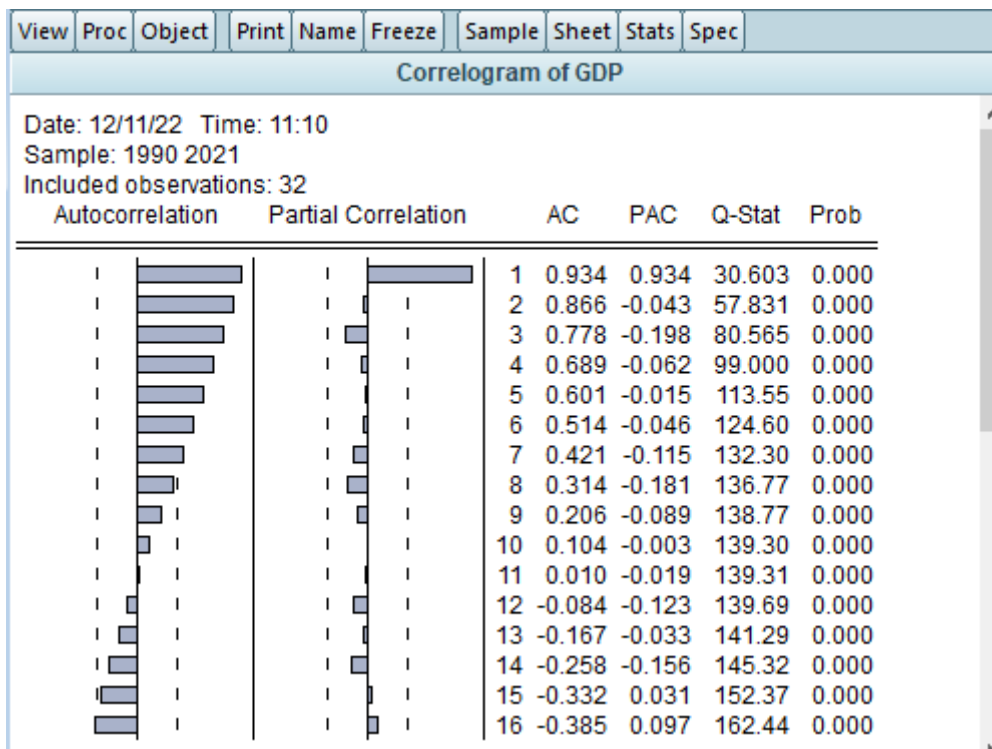 View Proc Object Print Name Freeze Sample Sheet Stats Spec
Correlogram of GDP
Date: 12/11/22 Time: 11:10
Sample: 1990 2021
Included observations: 32
Autocorrelation Partial Correlation AC PAC Q-Stat Prob
1 0.934 0.934 30.603 0.000
2 0.866 -0.043 57.831 0.000
3 0.778 -0.198 80.565 0.000
4 0.689 -0.062 99.000 0.000
5 0.601 -0.015 113.55 0.000
6 0.514 -0.046 124.60 0.000
7 0.421 -0.115 132.30 0.000
8 0.314 -0.181 136.77 0.000
9 0.206 -0.089 138.77 0.000
10 0.104 -0.003 139.30 0.000
11 0.010 -0.019 139.31 0.000
12 -0.084 -0.123 139.69 0.000
13 -0.167 -0.033 141.29 0.000
14 -0.258 -0.156 145.32 0.000
15 -0.332 0.031 152.37 0.000
16 -0.385 0.097 162.44 0.000